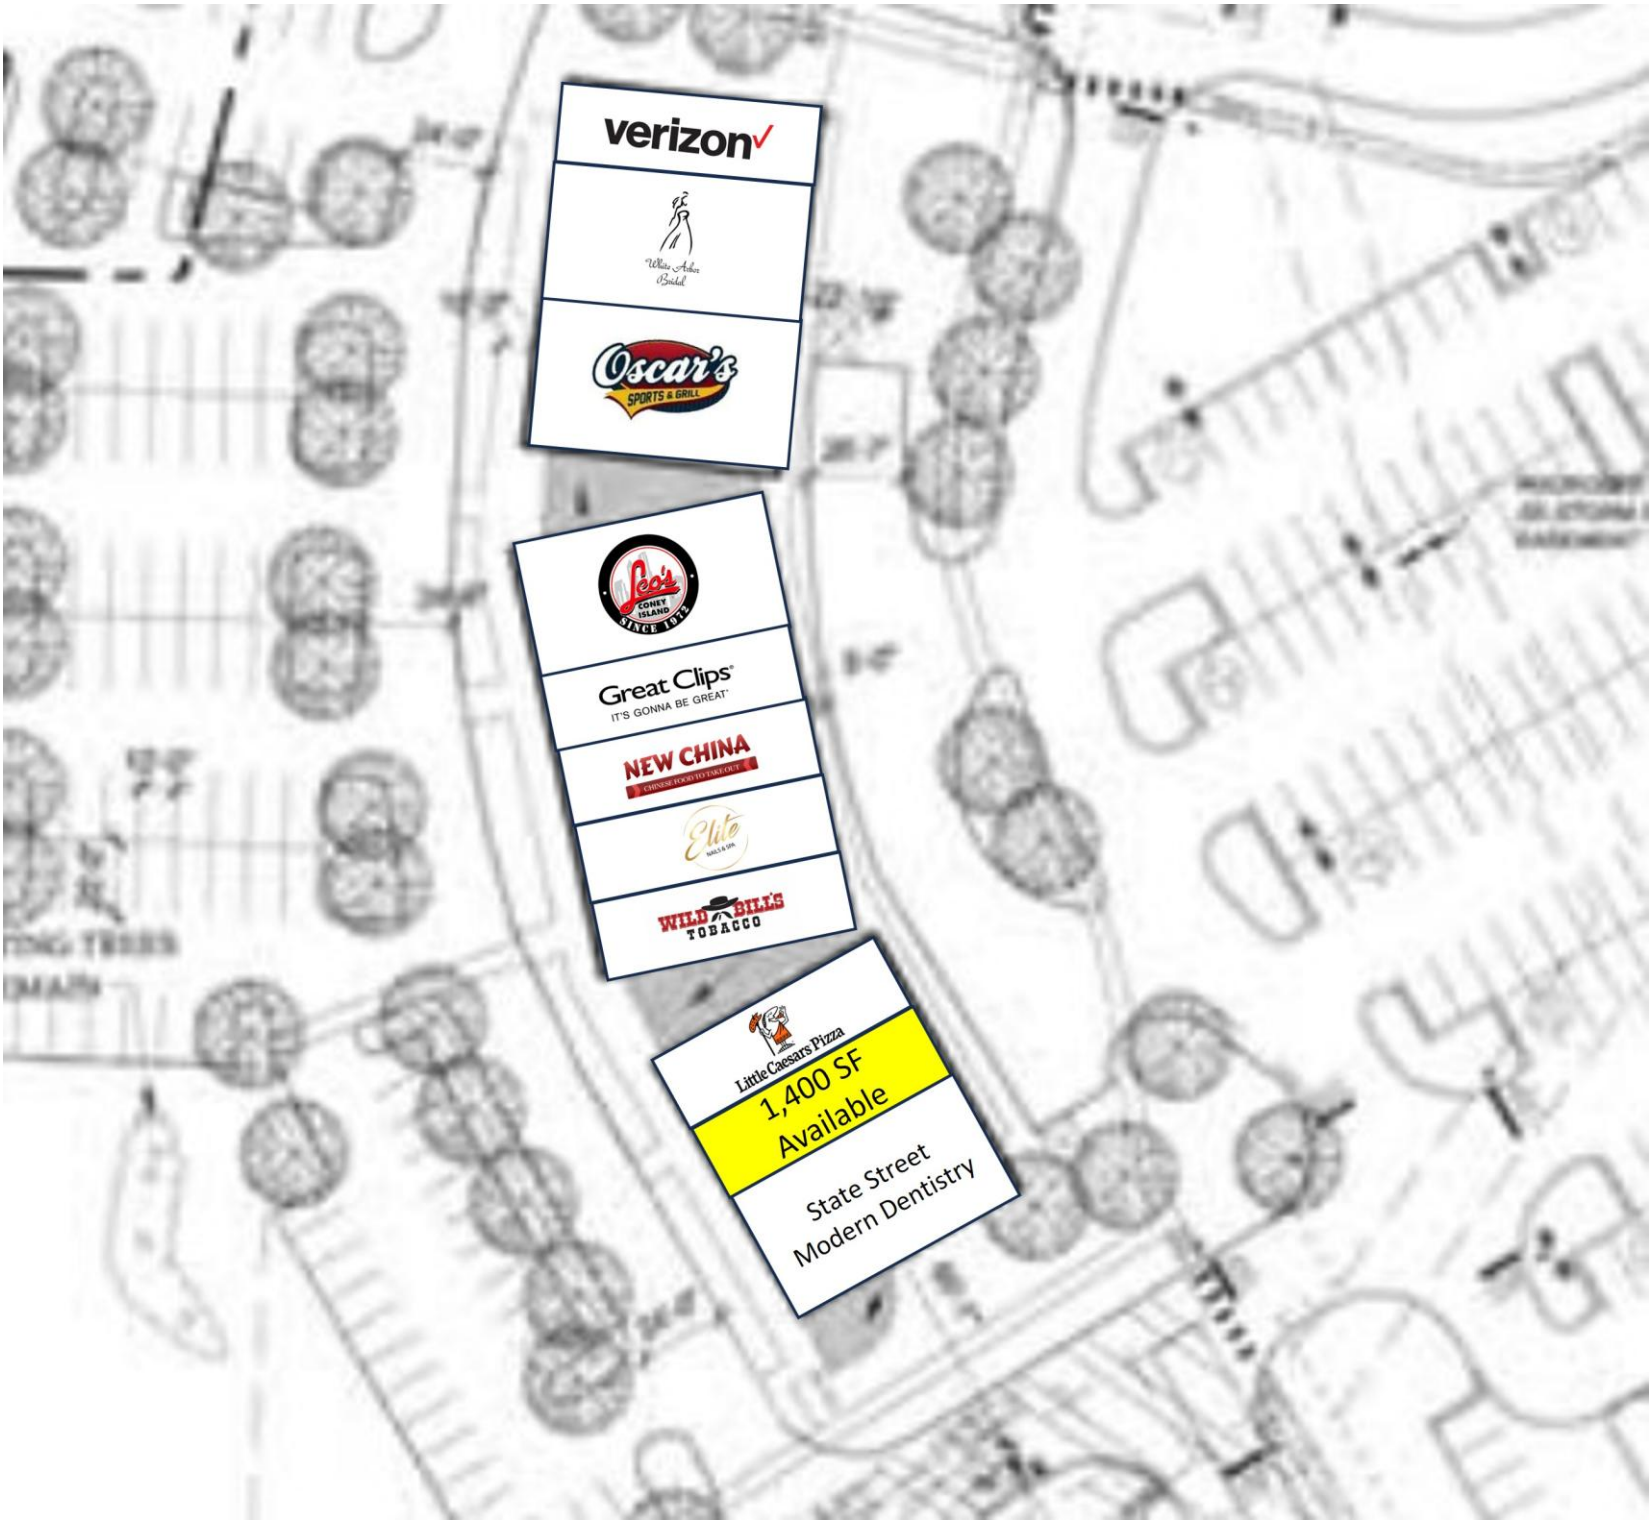 verizon
White Arbor
Bridal
Oscar's
SPORTS & GRILL
Leo's
CONEY
ISLAND
SINCE 1972
Great Clips®
IT'S GONNA BE GREAT®
NEW CHINA
CHINESE FOOD TO TAKE OUT
Elite
NAILS & SPA
WILD BILL'S
TOBACCO
Little Caesars Pizza
1,400 SF
Available
State Street
Modern Dentistry
TING TREES